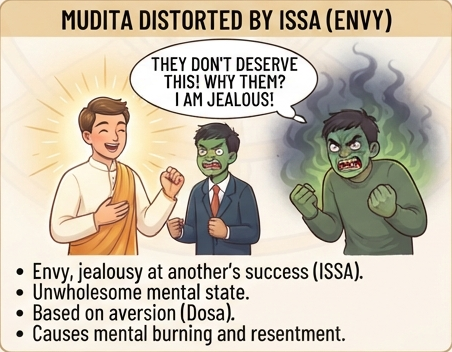 MUDITA DISTORTED BY ISSA (ENVY)
THEY DON'T DESERVE
THIS! WHY THEM?
I AM JEALOUS!
• Envy, jealousy at another's success (ISSA).
• Unwholesome mental state.
• Based on aversion (Dosa).
• Causes mental burning and resentment.